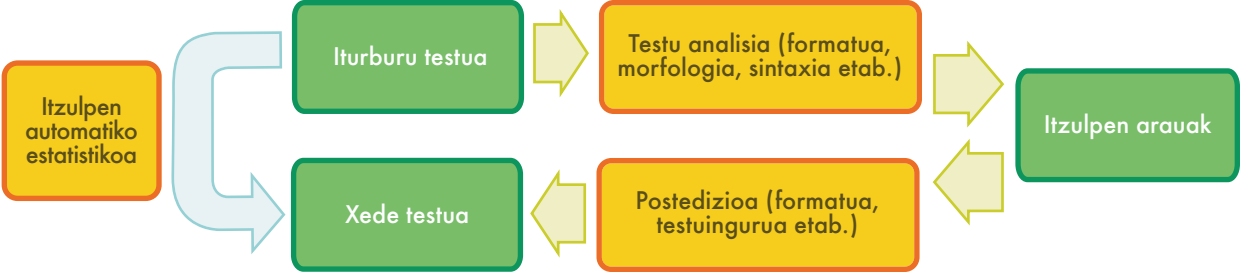 Itzulpen
automatiko
estatistikoa
Iturburu testua
Testu analisia (formatua,
morfologia, sintaxia etab.)
Itzulpen arauak
Postedizioa (formatua,
testuingurua etab.)
Xede testua